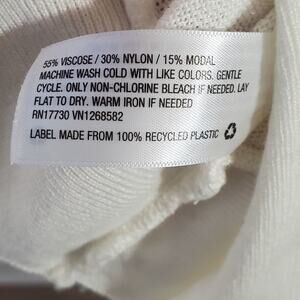 55% VISCOSE / 30% NYLON / 15% MODAL
MACHINE WASH COLD WITH LIKE COLORS. GENTLE
CYCLE. ONLY NON-CHLORINE BLEACH IF NEEDED. LAY
FLAT TO DRY. WARM IRON IF NEEDED
RN17730 VN1268582
LABEL MADE FROM 100% RECYCLED PLASTIC